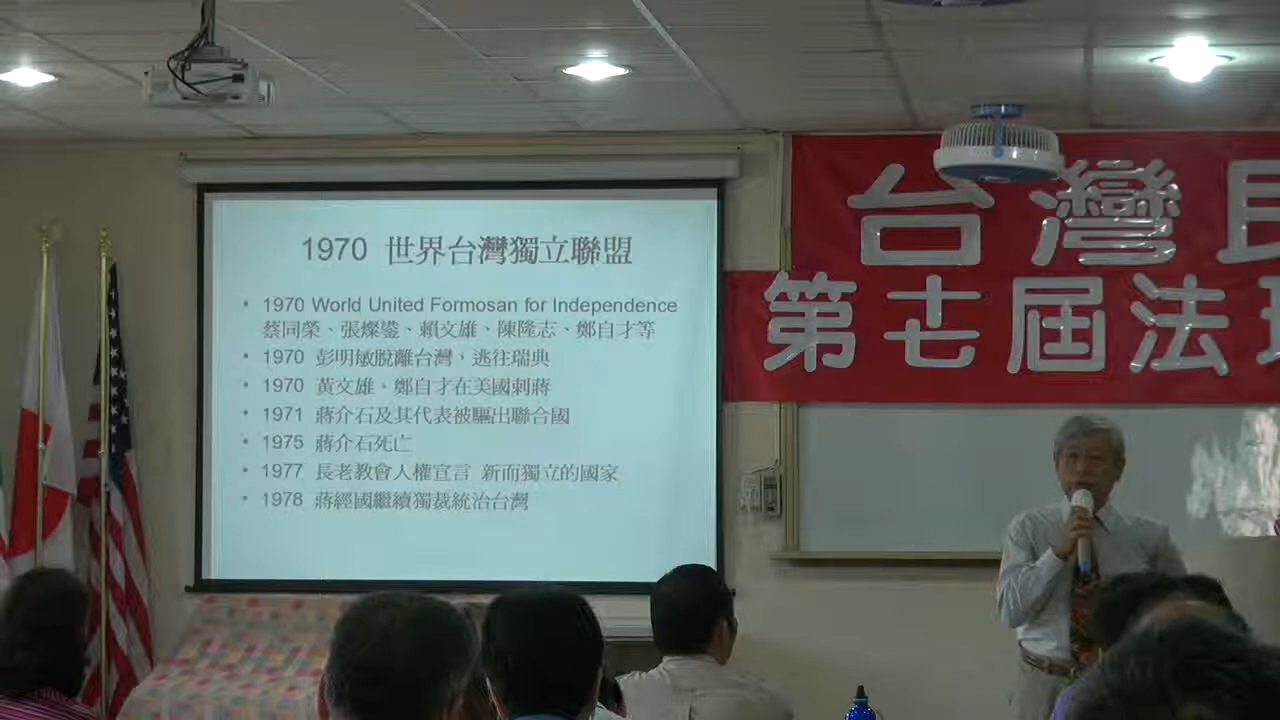 1970 世界台灣獨立聯盟
• 1970 World United Formosan for Independence
蔡同榮、張燦鍙、賴文雄、陳隆志、鄭自才等
• 1970 彭明敏脫離台灣，逃往瑞典
• 1970 黃文雄、鄭自才在美國刺蔣
• 1971 蔣介石及其代表被驅出聯合國
• 1975 蔣介石死亡
• 1977 長老教會人權宣言 新而獨立的國家
• 1978 蔣經國繼續獨裁統治台灣
台灣
第七屆法